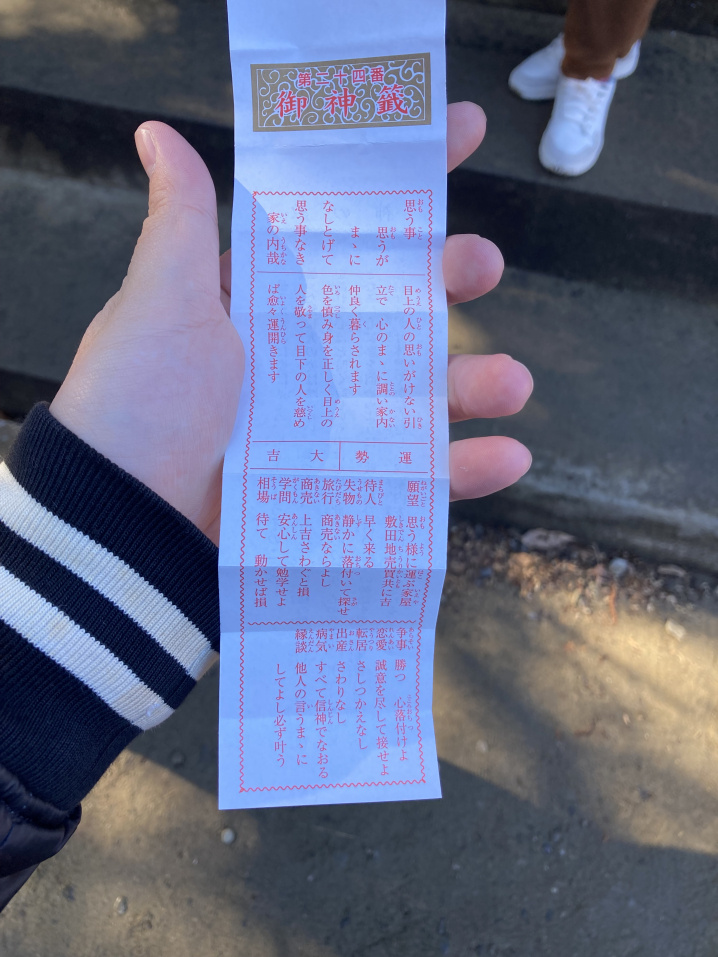 第三十四番
御神籤
思う事
思うが
まゝに
なしとげて
思う事なき
家の内哉
目上の人の思いがけない引
立で 心のまゝに調い家内
仲良く暮らされます
色を慎み身を正しく目上の
人を敬って目下の人を慈め
ば愈々運開きます
運勢 大吉
願望 思う様に運ぶ家屋
敷田地売買共に吉
待人 早く来る
失物 静かに落付いて探せ
旅行 商売ならよし
商売 上吉さわぐと損
学問 安心して勉学せよ
相場 待て 動かせば損
争事 勝つ 心落付けよ
恋愛 誠意を尽して接せよ
転居 さしつかえなし
出産 さわりなし
病気 すべて信神でなおる
縁談 他人の言うまゝに
してよし必ず叶う